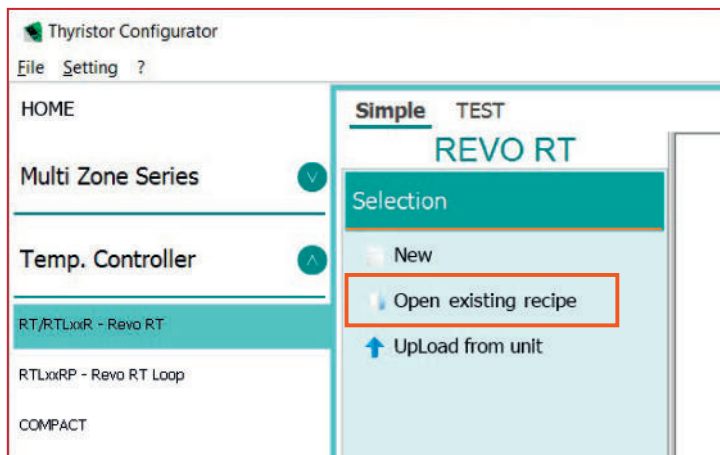 Thyristor Configurator
File Setting ?
HOME
Multi Zone Series
Temp. Controller
RT/RTLxxR - Revo RT
RTLxxRP - Revo RT Loop
COMPACT
Simple TEST
REVO RT
Selection
New
Open existing recipe
UpLoad from unit